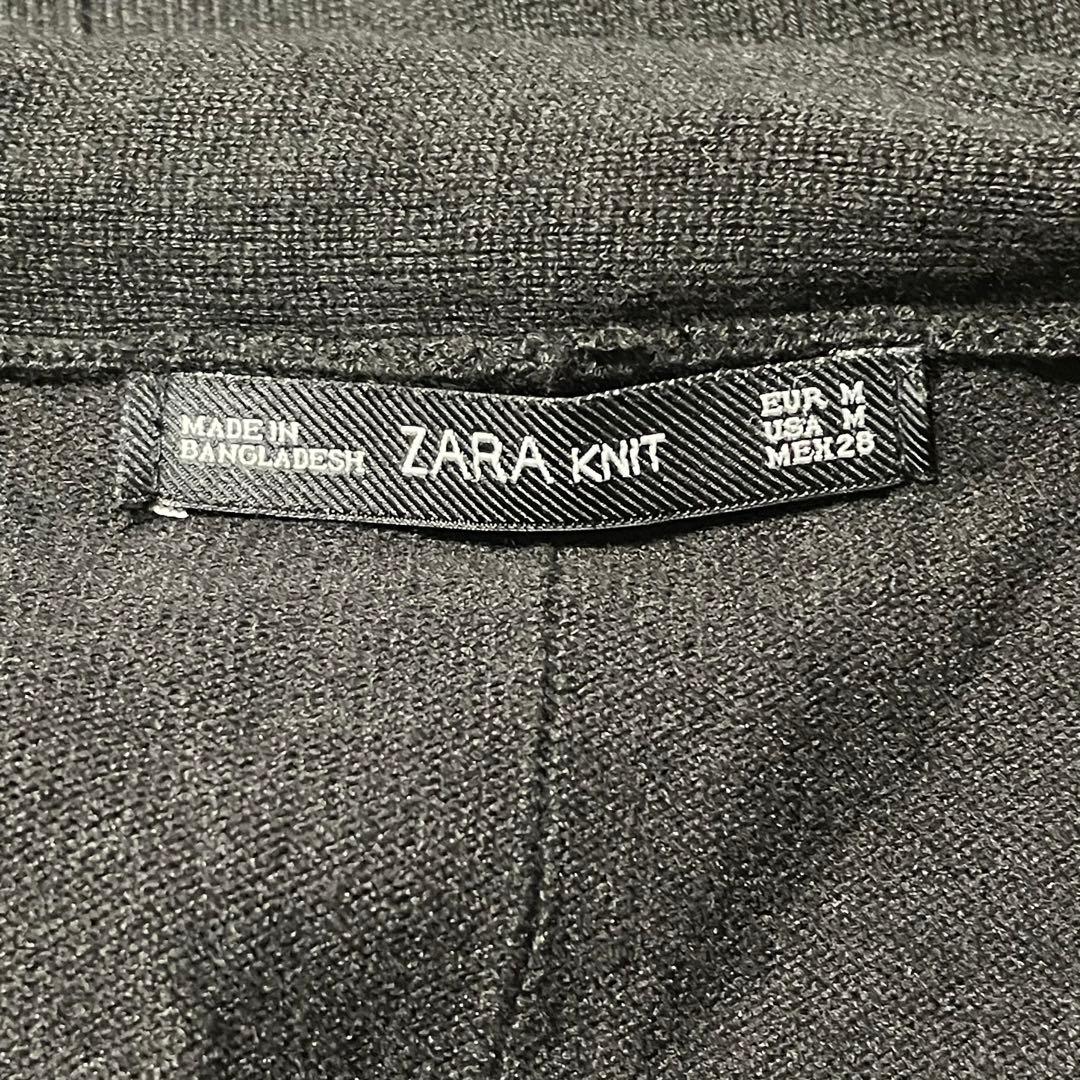 MADE IN
BANGLADESH
ZARA KNIT
EUR M
USA M
MEX 28